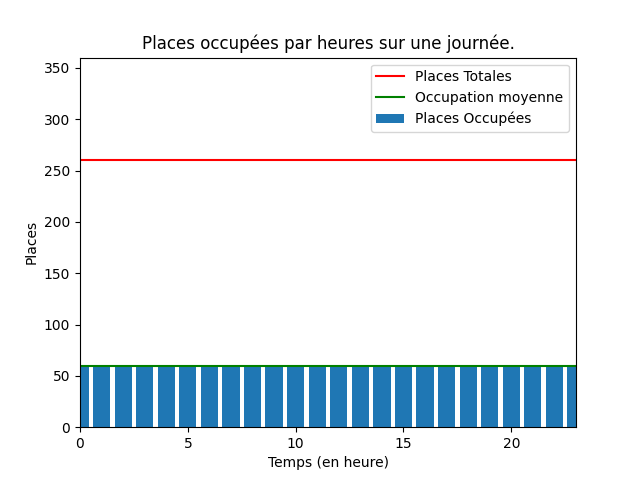 Places occupées par heures sur une journée.
Places Totales
Occupation moyenne
Places Occupées
Places
350
300
250
200
150
100
50
0
0 5 10 15 20
Temps (en heure)